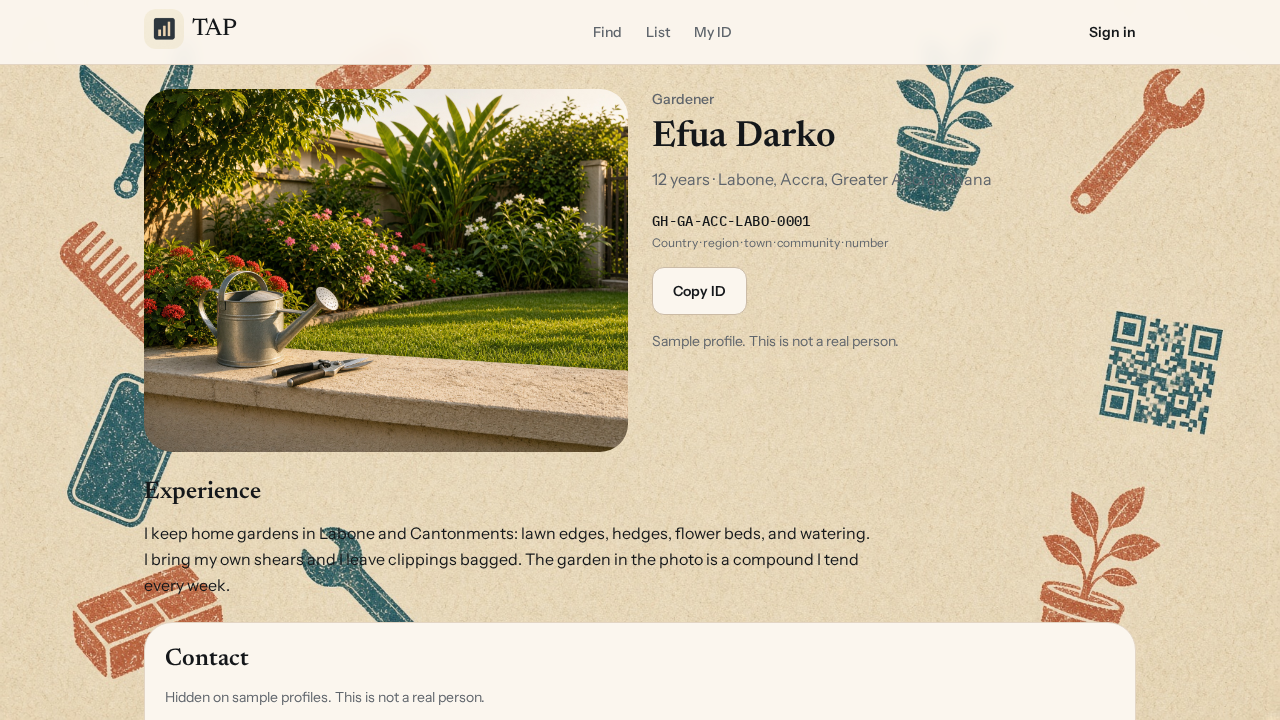 TAP
Find
List
My ID
Sign in
Gardener
Efua Darko
12 years · Labone, Accra, Greater
GH-GA-ACC-LABO-0001
Country·region·town·community·number
Copy ID
Sample profile. This is not a real person.
Experience
I keep home gardens in Labone and Cantonments: lawn edges, hedges, flower beds, and watering.
I bring my own shears and I leave clippings bagged. The garden in the photo is a compound I tend
every week.
Contact
Hidden on sample profiles. This is not a real person.